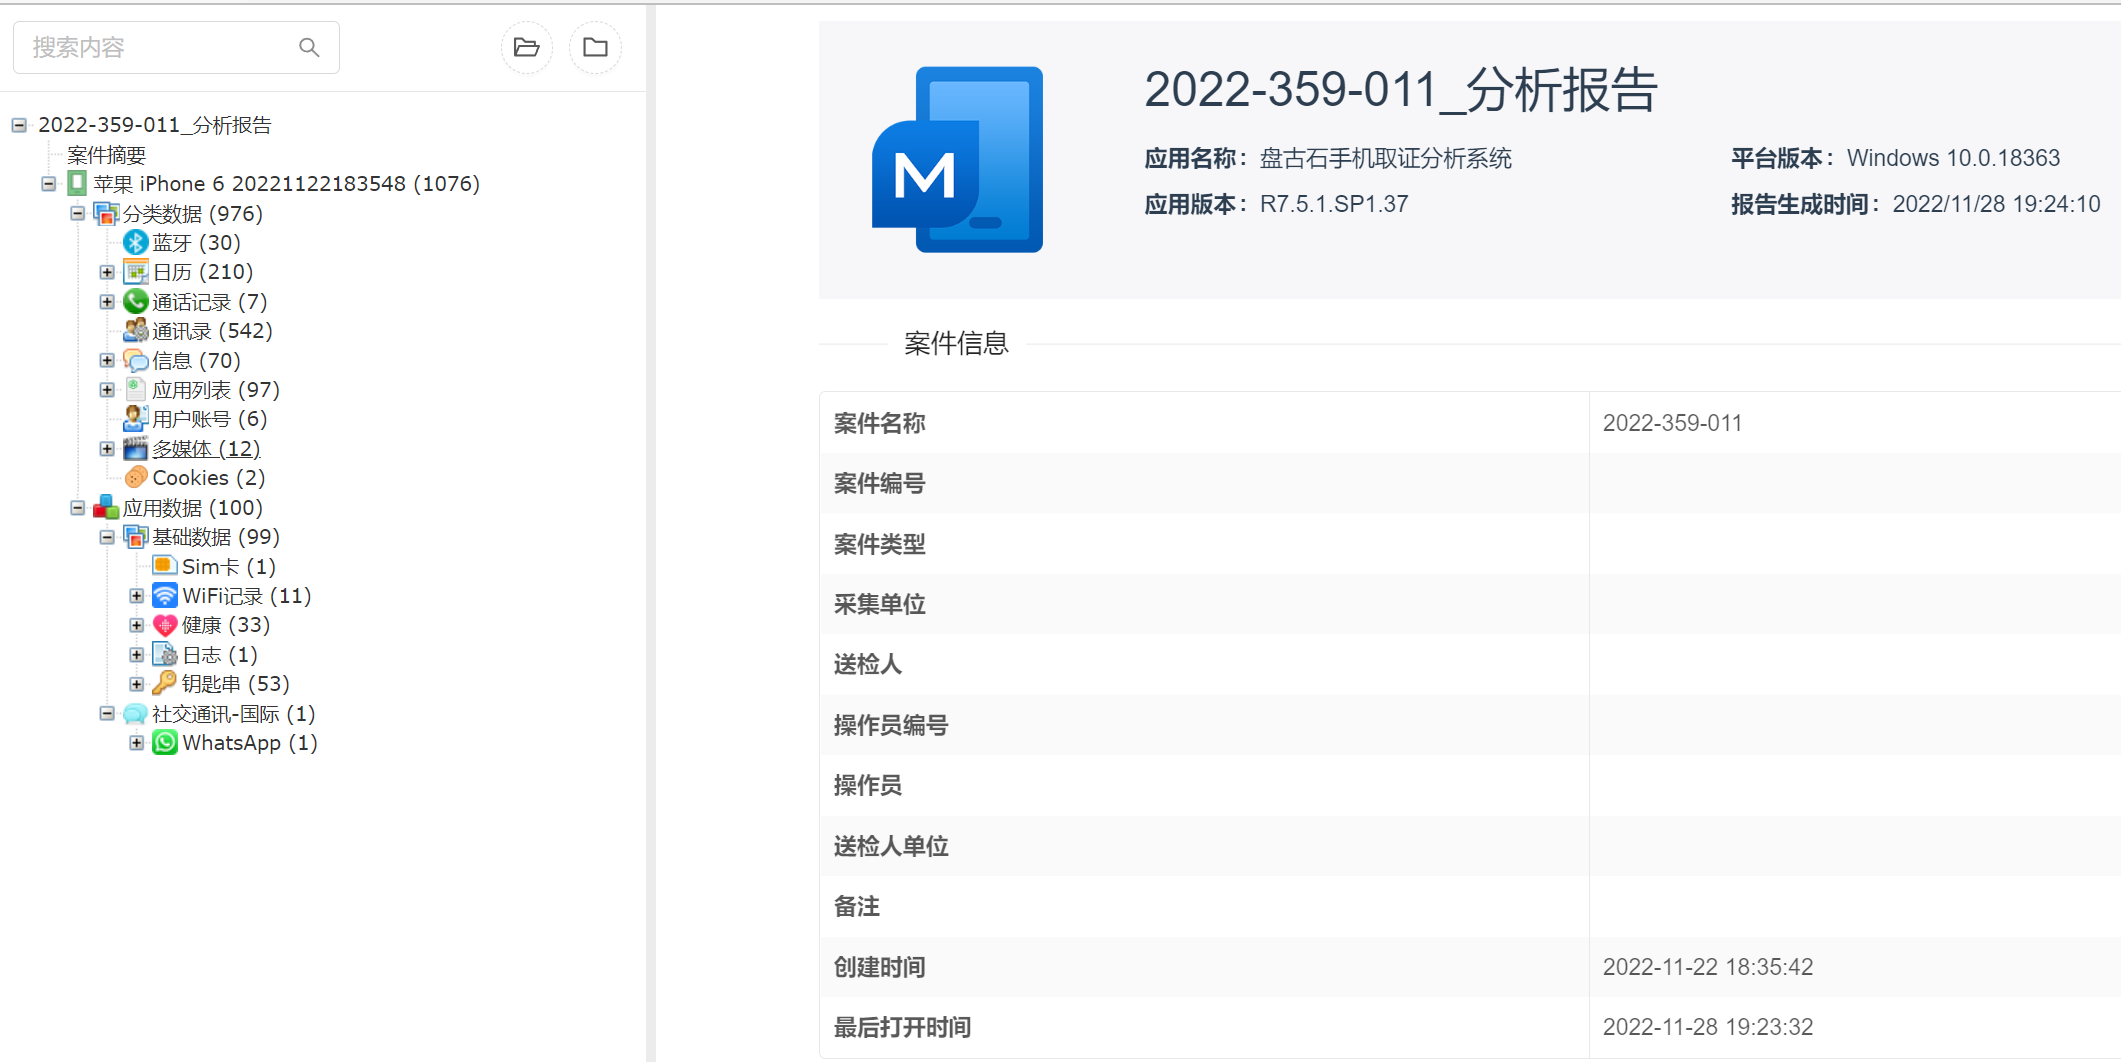 搜索内容
2022-359-011_分析报告
案件摘要
苹果 iPhone 6 20221122183548 (1076)
分类数据 (976)
蓝牙 (30)
日历 (210)
通话记录 (7)
通讯录 (542)
信息 (70)
应用列表 (97)
用户账号 (6)
多媒体 (12)
Cookies (2)
应用数据 (100)
基础数据 (99)
Sim卡 (1)
WiFi记录 (11)
健康 (33)
日志 (1)
钥匙串 (53)
社交通讯-国际 (1)
WhatsApp (1)
M
2022-359-011_分析报告
应用名称： 盘古石手机取证分析系统
平台版本： Windows 10.0.18363
应用版本： R7.5.1.SP1.37
报告生成时间： 2022/11/28 19:24:10
案件信息
案件名称 2022-359-011
案件编号
案件类型
采集单位
送检人
操作员编号
操作员
送检人单位
备注
创建时间 2022-11-22 18:35:42
最后打开时间 2022-11-28 19:23:32